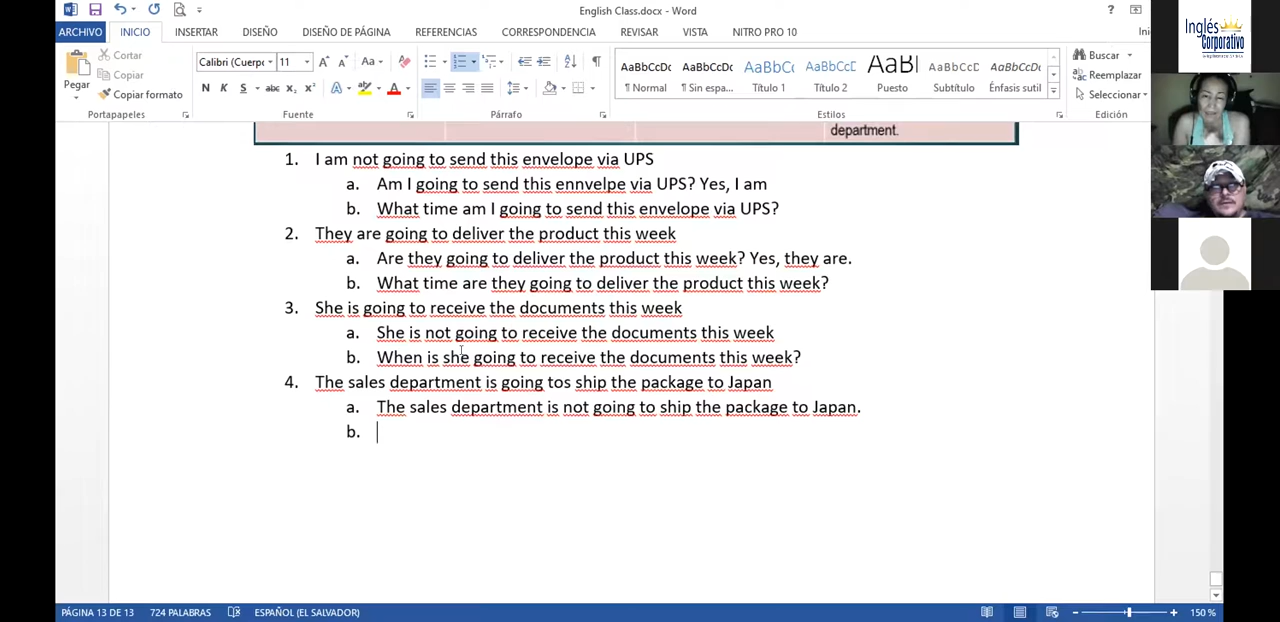 English Class.docx - Word
ARCHIVO INICIO INSERTAR DISEÑO DISEÑO DE PÁGINA REFERENCIAS CORRESPONDENCIA REVISAR VISTA NITRO PRO 10 Ini
Pegar
Cortar
Copiar
Copiar formato
Portapapeles
Calibri (Cuerpo 11
N K S abc x₂ x²
Fuente
Párrafo
AaBbCcDc AaBbCcDc AaBbCc AaBbCcD AaBl AaBbCcD AaBbCcDc
¶ Normal ¶ Sin espa... Título 1 Título 2 Puesto Subtítulo Énfasis sutil
Estilos
Buscar
Reemplazar
Seleccionar
Edición
Inglés
Corporativo
department.
1. I am not going to send this envelope via UPS
a. Am I going to send this ennvelpe via UPS? Yes, I am
b. What time am I going to send this envelope via UPS?
2. They are going to deliver the product this week
a. Are they going to deliver the product this week? Yes, they are.
b. What time are they going to deliver the product this week?
3. She is going to receive the documents this week
a. She is not going to receive the documents this week
b. When is she going to receive the documents this week?
4. The sales department is going tos ship the package to Japan
a. The sales department is not going to ship the package to Japan.
b.
PÁGINA 13 DE 13 724 PALABRAS ESPAÑOL (EL SALVADOR) 150 %